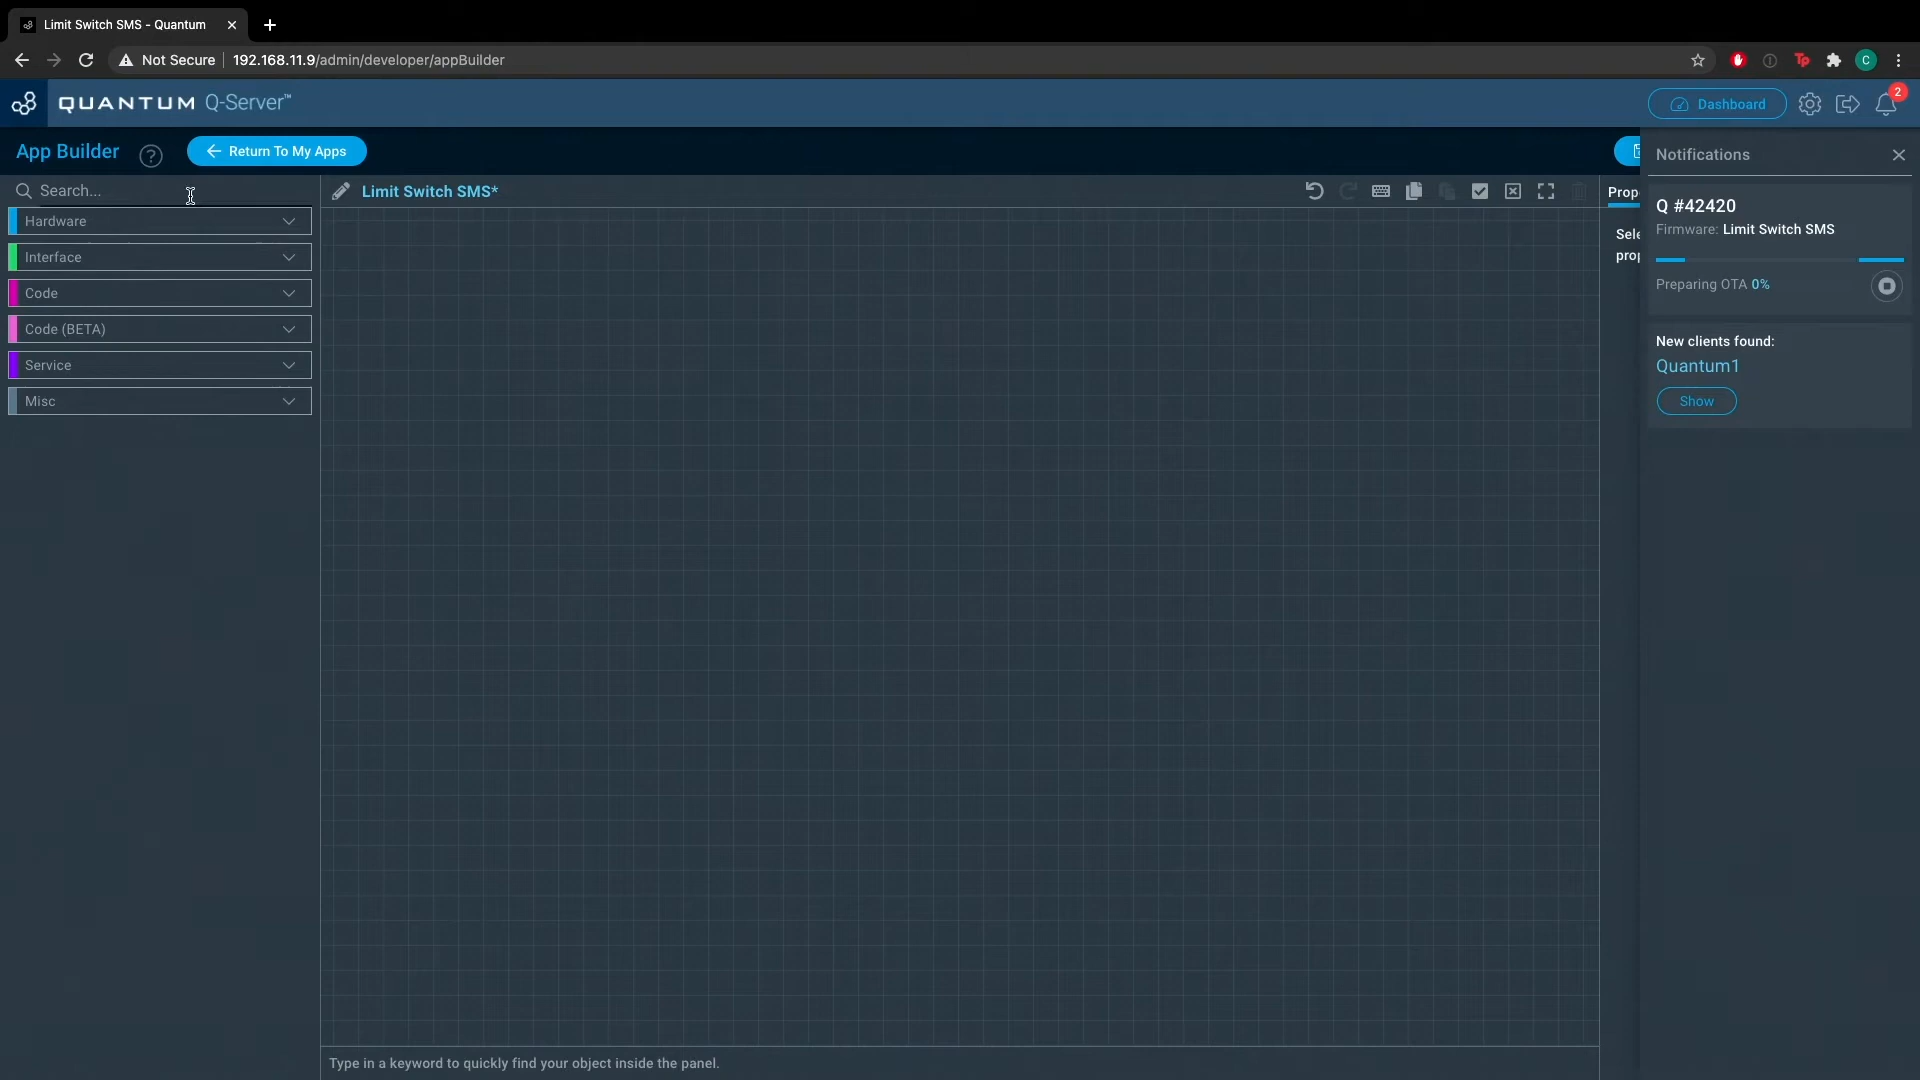 Limit Switch SMS - Quantum
Not Secure
192.168.11.9/admin/developer/appBuilder
Tp
C
QUANTUM Q-Server™
Dashboard
2
App Builder
?
Return To My Apps
Notifications
Search...
Limit Switch SMS*
Prop
Hardware
Interface
Code
Code (BETA)
Service
Misc
Sele
prop
Q #42420
Firmware: Limit Switch SMS
Preparing OTA 0%
New clients found:
Quantum1
Show
Type in a keyword to quickly find your object inside the panel.